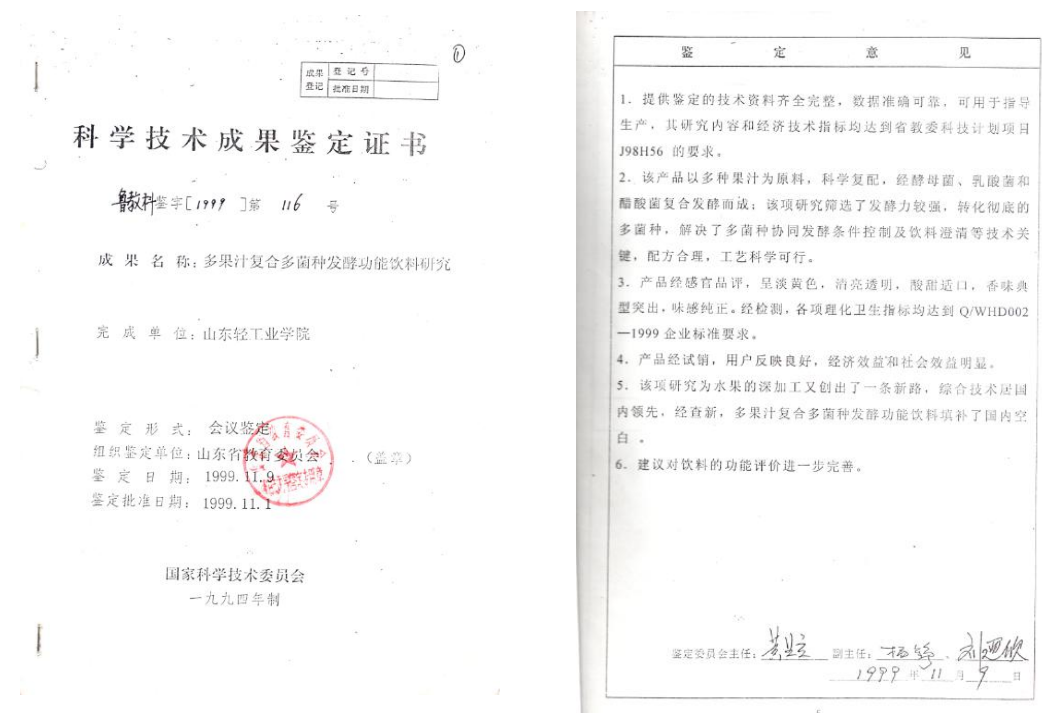 ①
成果登记 登记号
批准日期
科学技术成果鉴定证书
鲁教科鉴字[1999]第 116 号
成果名称：多果汁复合多菌种发酵功能饮料研究
完成单位：山东轻工业学院
鉴定形式：会议鉴定
组织鉴定单位：山东省教育委员会（盖章）
鉴定日期：1999.11.9
鉴定批准日期：1999.11.1
国家科学技术委员会
一九九四年制
鉴定意见
1．提供鉴定的技术资料齐全完整，数据准确可靠，可用于指导
生产，其研究内容和经济技术指标均达到省教委科技计划项目
J98H56 的要求。
2．该产品以多种果汁为原料，科学复配，经酵母菌、乳酸菌和
醋酸菌复合发酵而成；该项研究筛选了发酵力较强，转化彻底的
多菌种，解决了多菌种协同发酵条件控制及饮料澄清等技术关
键，配方合理，工艺科学可行。
3．产品经感官品评，呈淡黄色，清亮透明，酸甜适口，香味典
型突出，味感纯正。经检测，各项理化卫生指标均达到 Q/WHD002
—1999 企业标准要求。
4．产品经试销，用户反映良好，经济效益和社会效益明显。
5．该项研究为水果的深加工又创出了一条新路，综合技术居国
内领先，经查新，多果汁复合多菌种发酵功能饮料填补了国内空
白。
6．建议对饮料的功能评价进一步完善。
鉴定委员会主任： 副主任：
1999 年 11 月 9 日